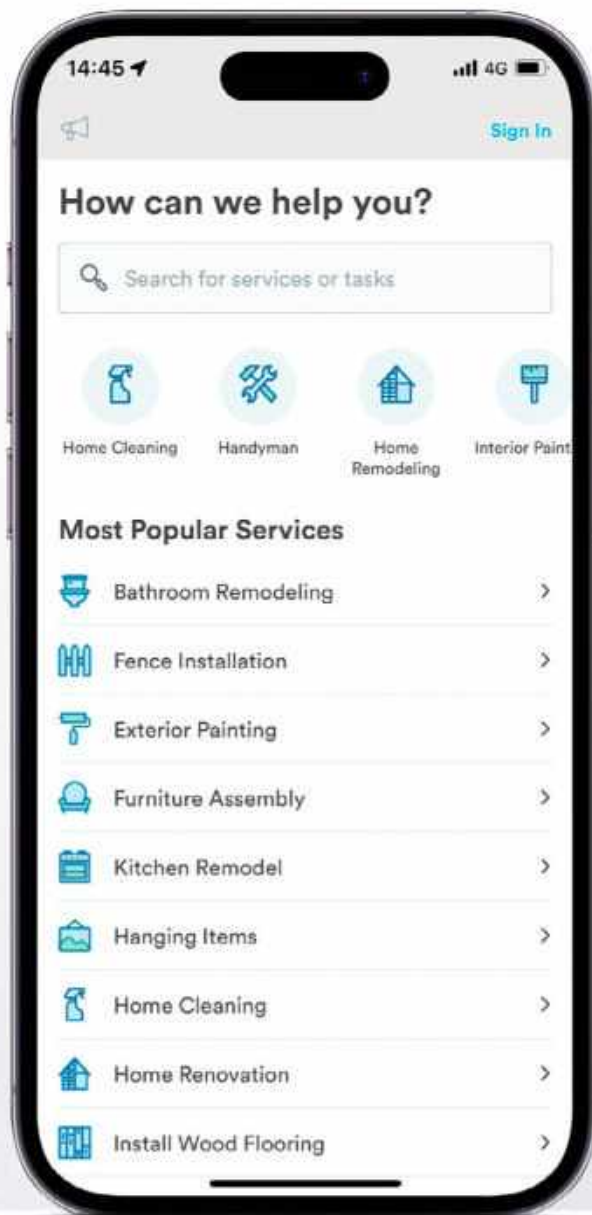 14:45
4G
Sign In
How can we help you?
Search for services or tasks
Home Cleaning
Handyman
Home
Remodeling
Interior Paint
Most Popular Services
Bathroom Remodeling
Fence Installation
Exterior Painting
Furniture Assembly
Kitchen Remodel
Hanging Items
Home Cleaning
Home Renovation
Install Wood Flooring